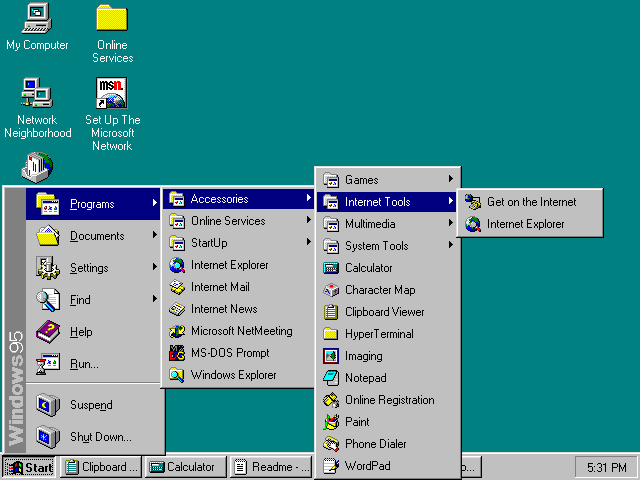 My Computer
Online
Services
Network
Neighborhood
msn.
Set Up The
Microsoft
Network
Windows95
Programs
Documents
Settings
Find
Help
Run...
Suspend
Shut Down...
Accessories
Online Services
StartUp
Internet Explorer
Internet Mail
Internet News
Microsoft NetMeeting
MS-DOS Prompt
Windows Explorer
Games
Internet Tools
Multimedia
System Tools
Calculator
Character Map
Clipboard Viewer
HyperTerminal
Imaging
Notepad
Online Registration
Paint
Phone Dialer
WordPad
Get on the Internet
Internet Explorer
Start
Clipboard ...
Calculator
Readme - ...
o...
5:31 PM